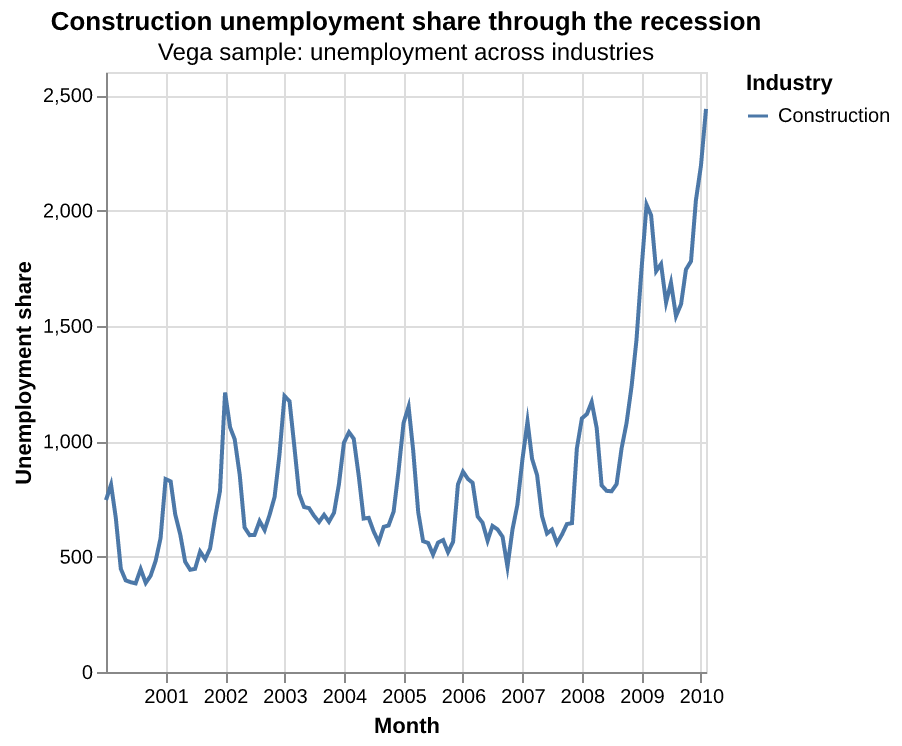 Construction unemployment share through the recession
Vega sample: unemployment across industries
Industry
Construction
Unemployment share
2,500
2,000
1,500
1,000
500
0
2001 2002 2003 2004 2005 2006 2007 2008 2009 2010
Month